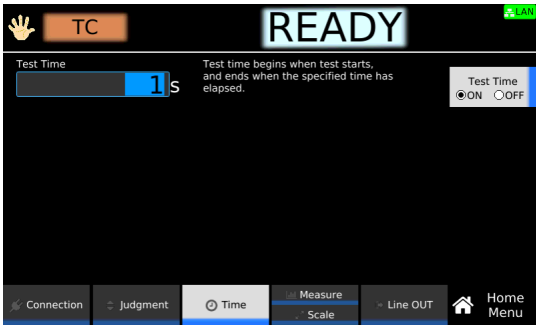 TC
READY
LAN
Test Time
1 s
Test time begins when test starts,
and ends when the specified time has
elapsed.
Test Time
ON OFF
Connection
Judgment
Time
Measure
Scale
Line OUT
Home
Menu